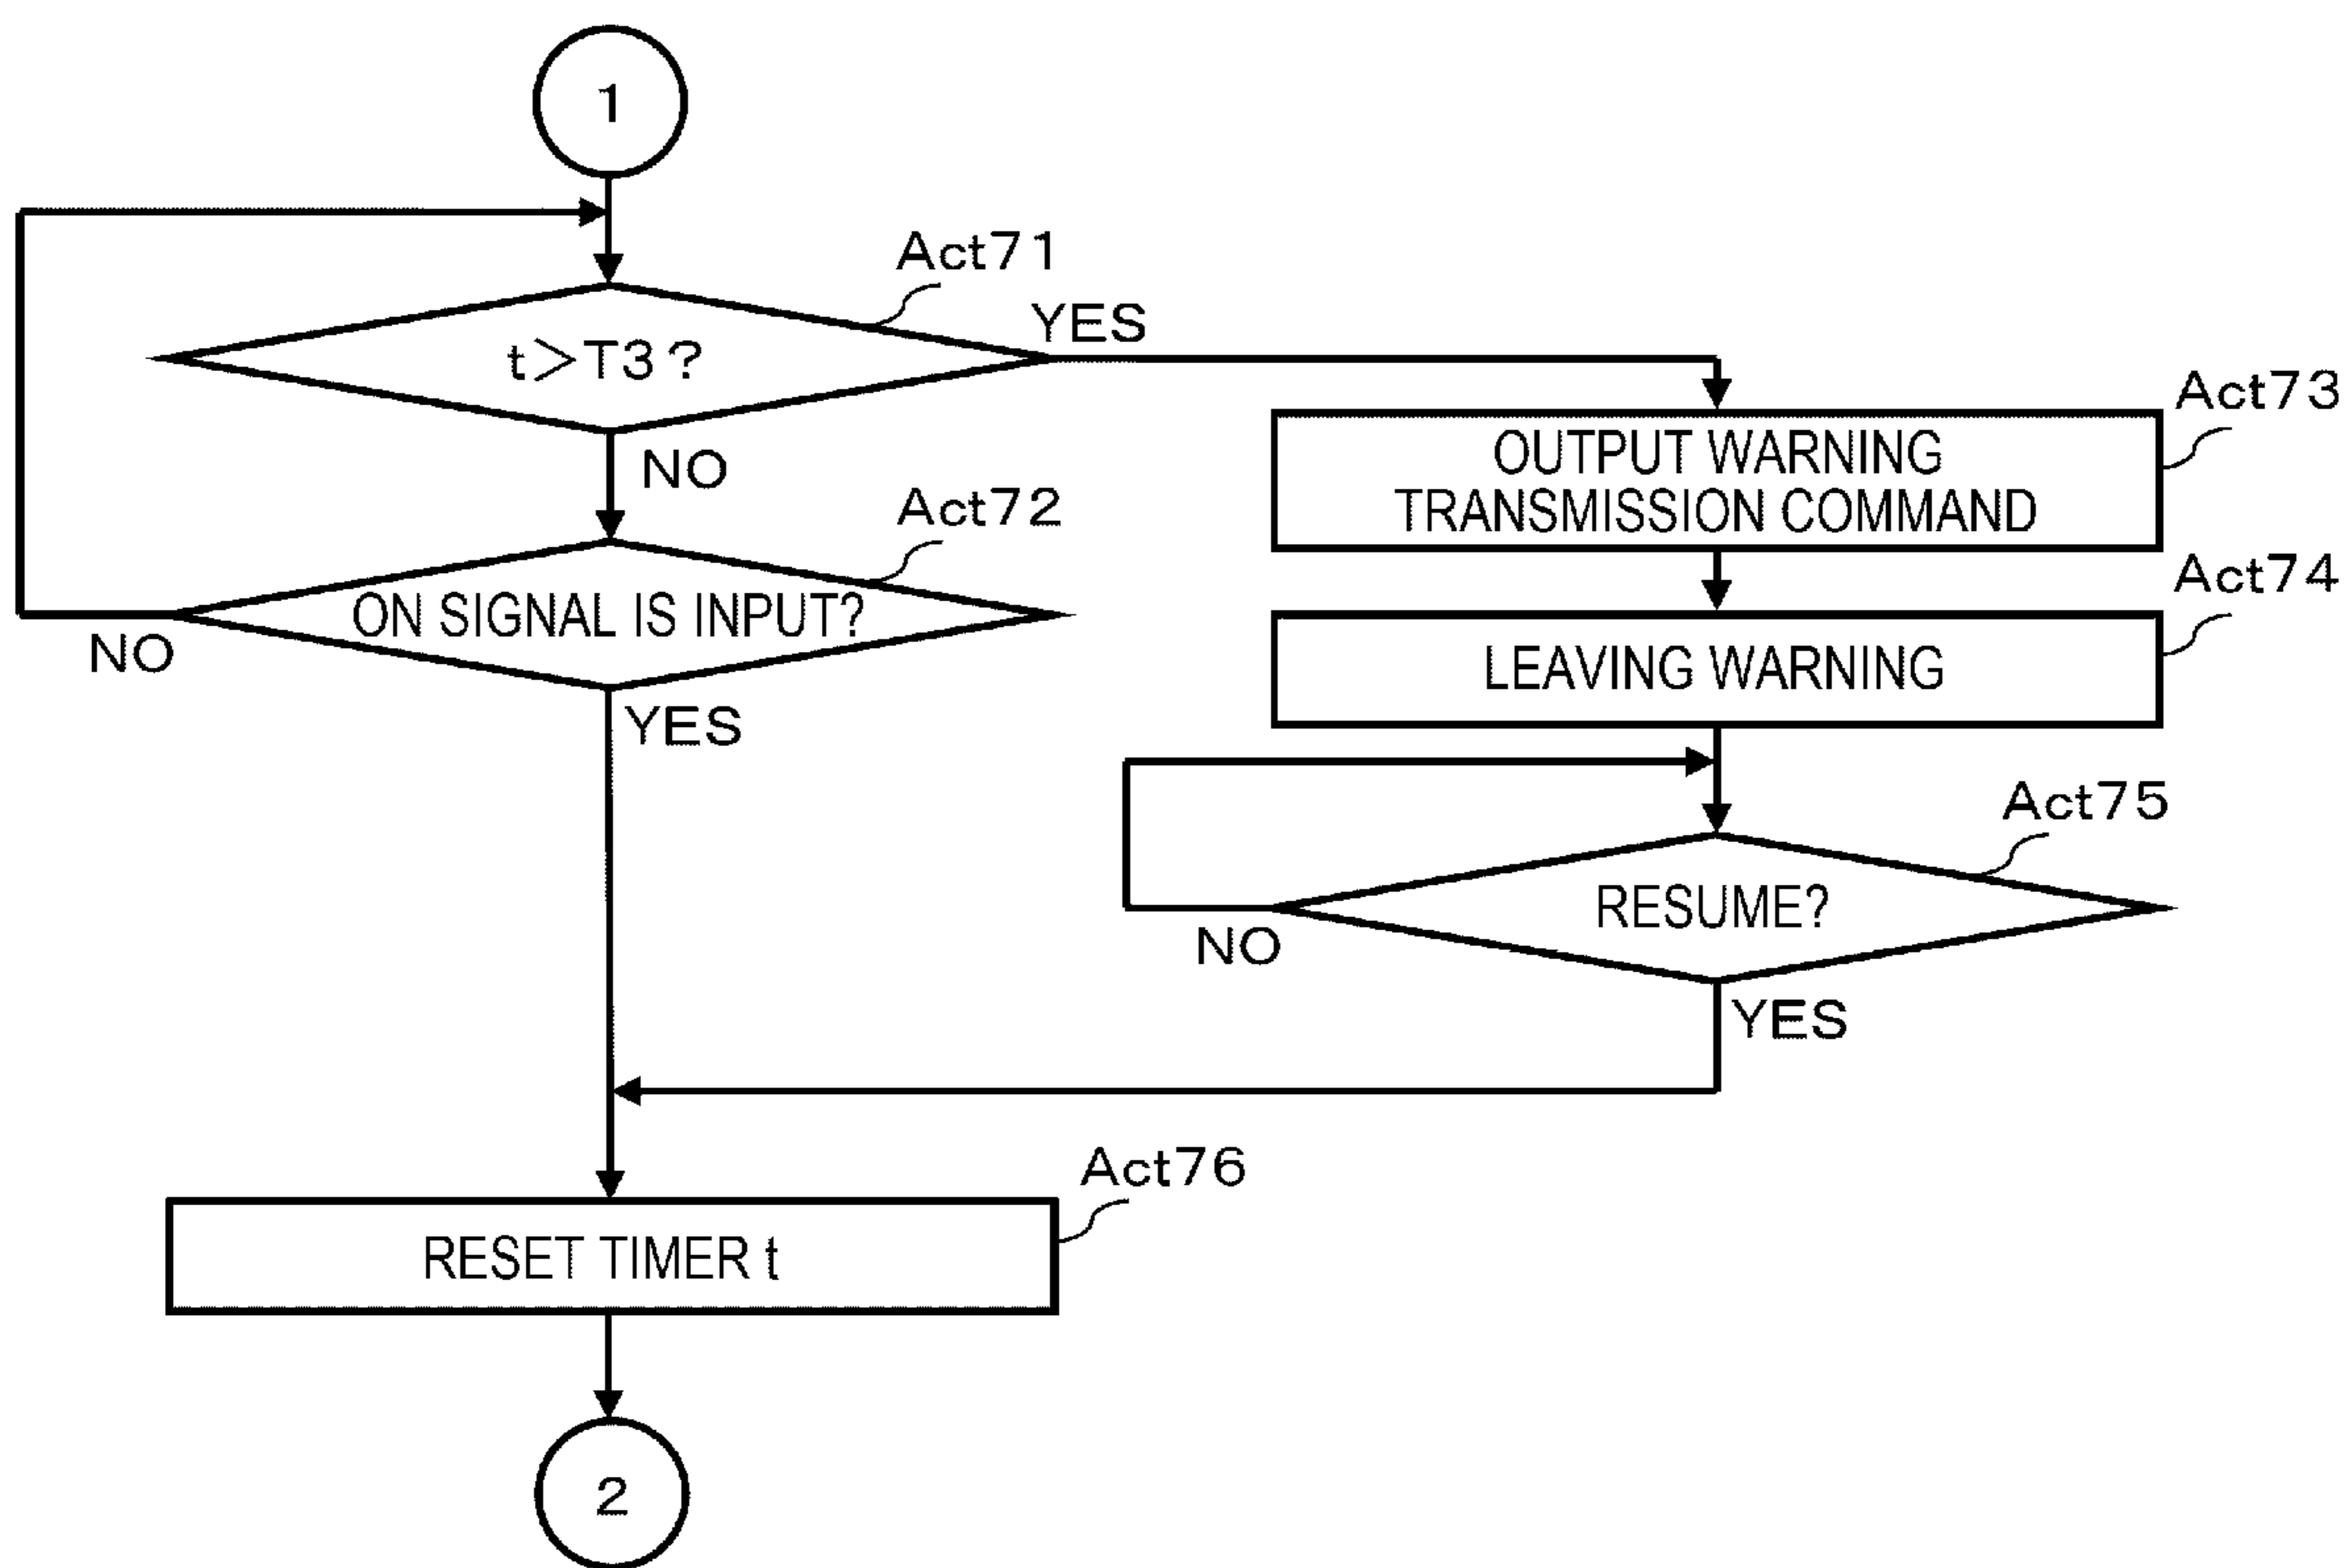 1
Act71
t>T3?
YES
NO
Act73
OUTPUT WARNING
TRANSMISSION COMMAND
Act72
ON SIGNAL IS INPUT?
NO
YES
Act74
LEAVING WARNING
Act75
RESUME?
NO
YES
Act76
RESET TIMER t
2